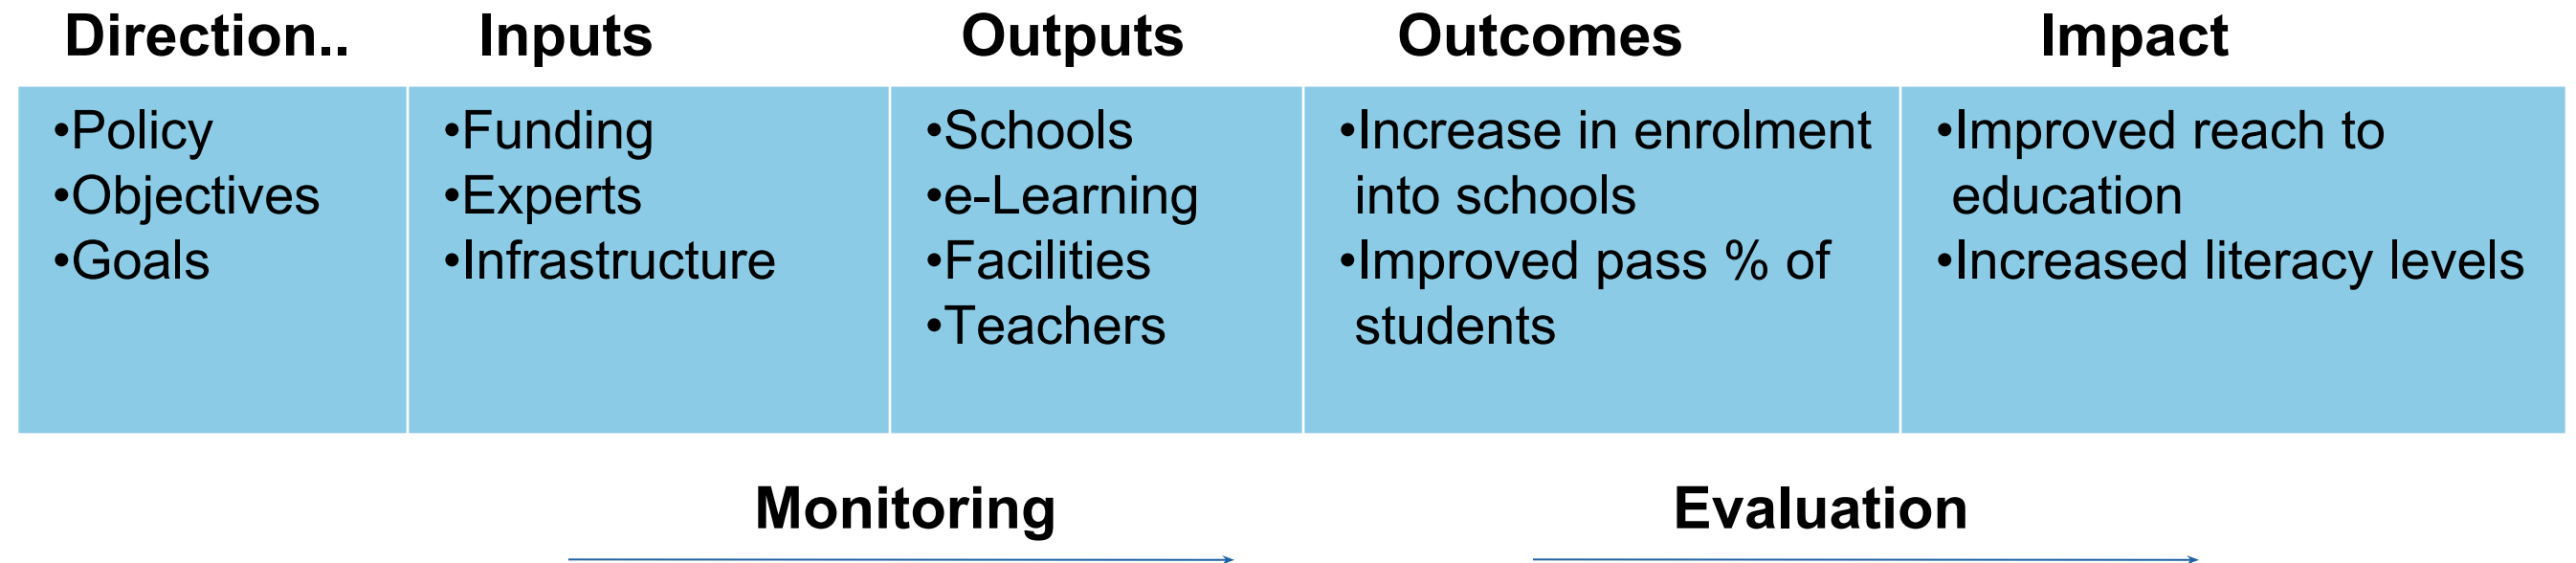 Direction..
Inputs
Outputs
Outcomes
Impact
•Policy
•Objectives
•Goals
•Funding
•Experts
•Infrastructure
•Schools
•e-Learning
•Facilities
•Teachers
•Increase in enrolment
into schools
•Improved pass % of
students
•Improved reach to
education
•Increased literacy levels
Monitoring
Evaluation